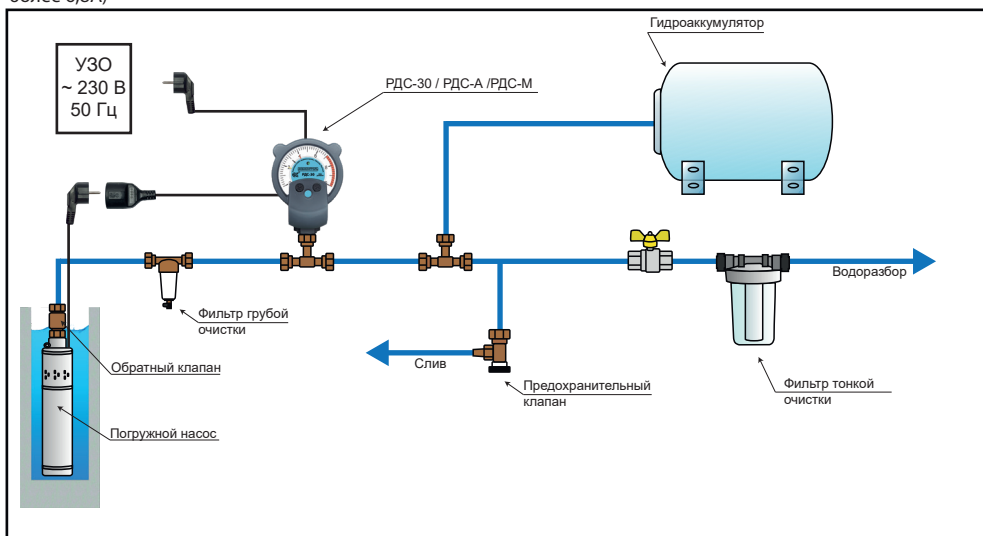 Гидроаккумулятор
УЗО
~ 230 В
50 Гц
РДС-30 / РДС-А /РДС-М
Водоразбор
Фильтр грубой
очистки
Обратный клапан
Слив
Предохранительный
клапан
Фильтр тонкой
очистки
Погружной насос